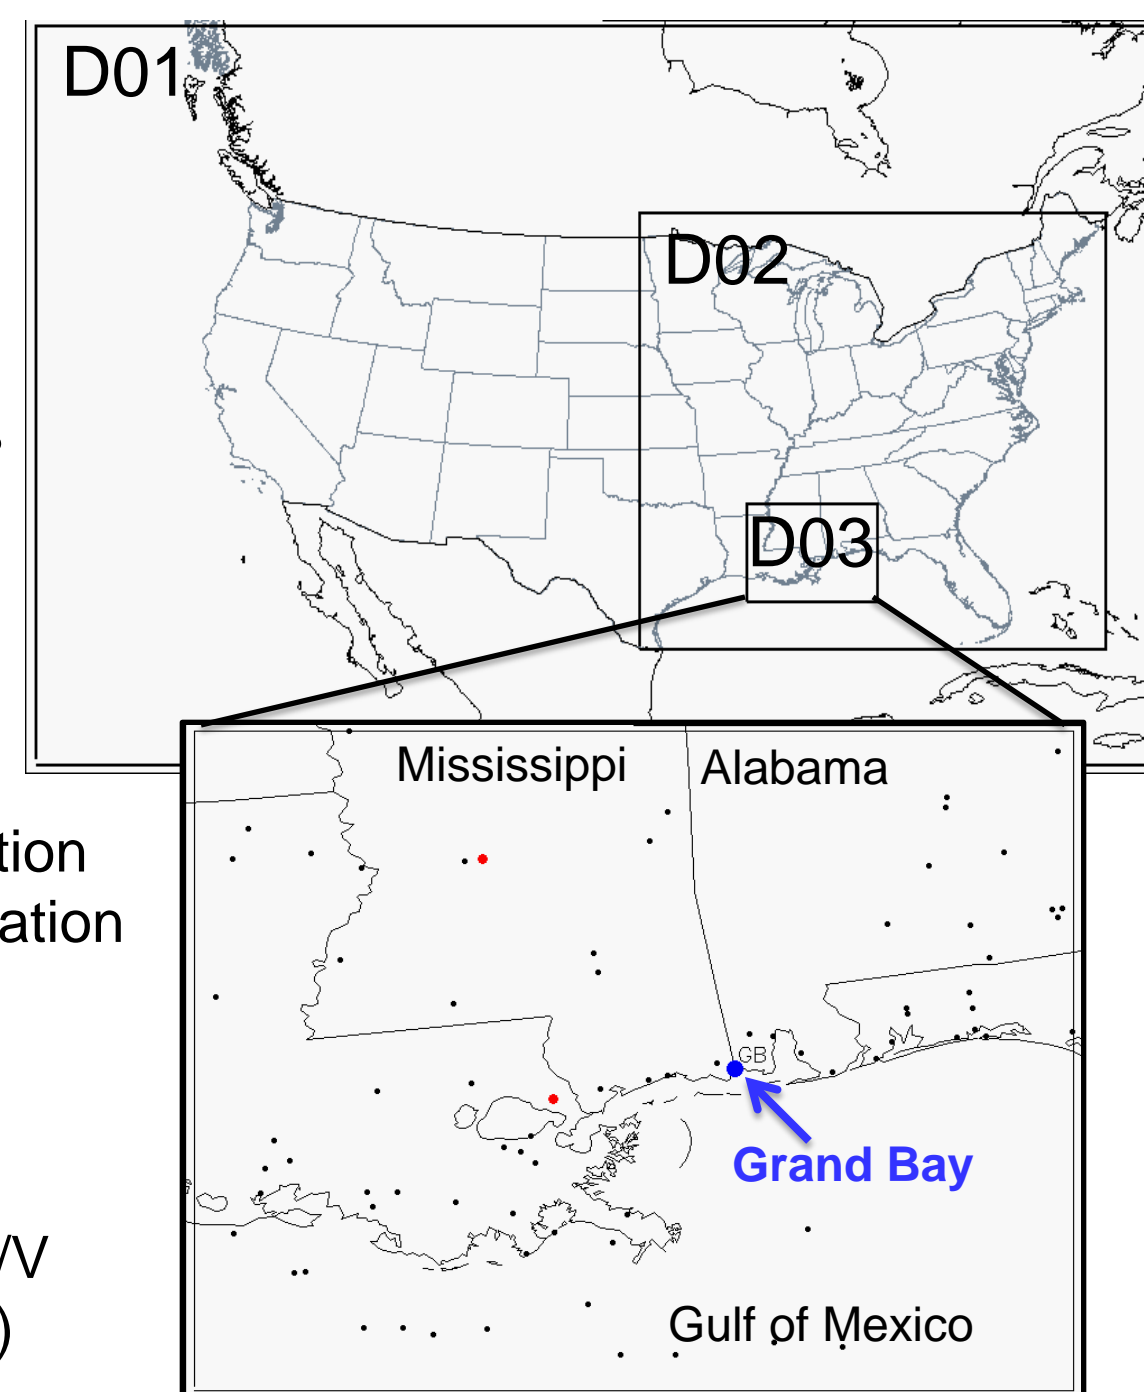 D01
D02
D03
Mississippi
Alabama
tion
ation
GB
Grand Bay
/V
)
Gulf of Mexico